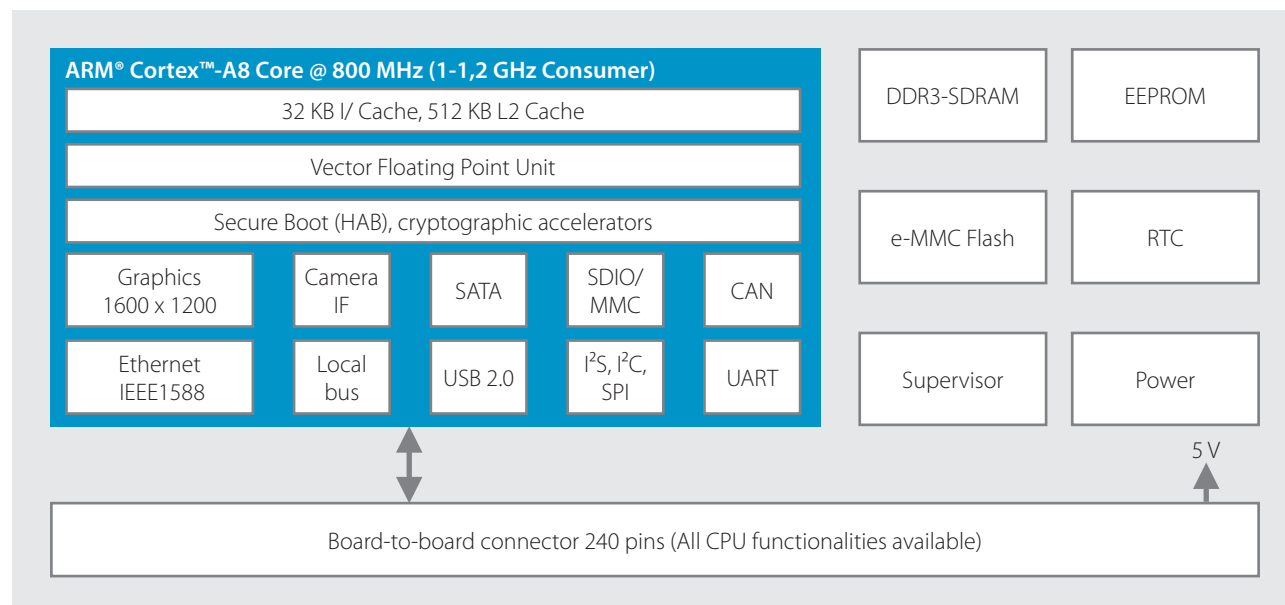 ARM® Cortex™-A8 Core @ 800 MHz (1-1,2 GHz Consumer)
32 KB I/ Cache, 512 KB L2 Cache
Vector Floating Point Unit
Secure Boot (HAB), cryptographic accelerators
Graphics
1600 x 1200
Camera
IF
SATA
SDIO/
MMC
CAN
Ethernet
IEEE1588
Local
bus
USB 2.0
I²S, I²C,
SPI
UART
DDR3-SDRAM
EEPROM
e-MMC Flash
RTC
Supervisor
Power
5 V
Board-to-board connector 240 pins (All CPU functionalities available)